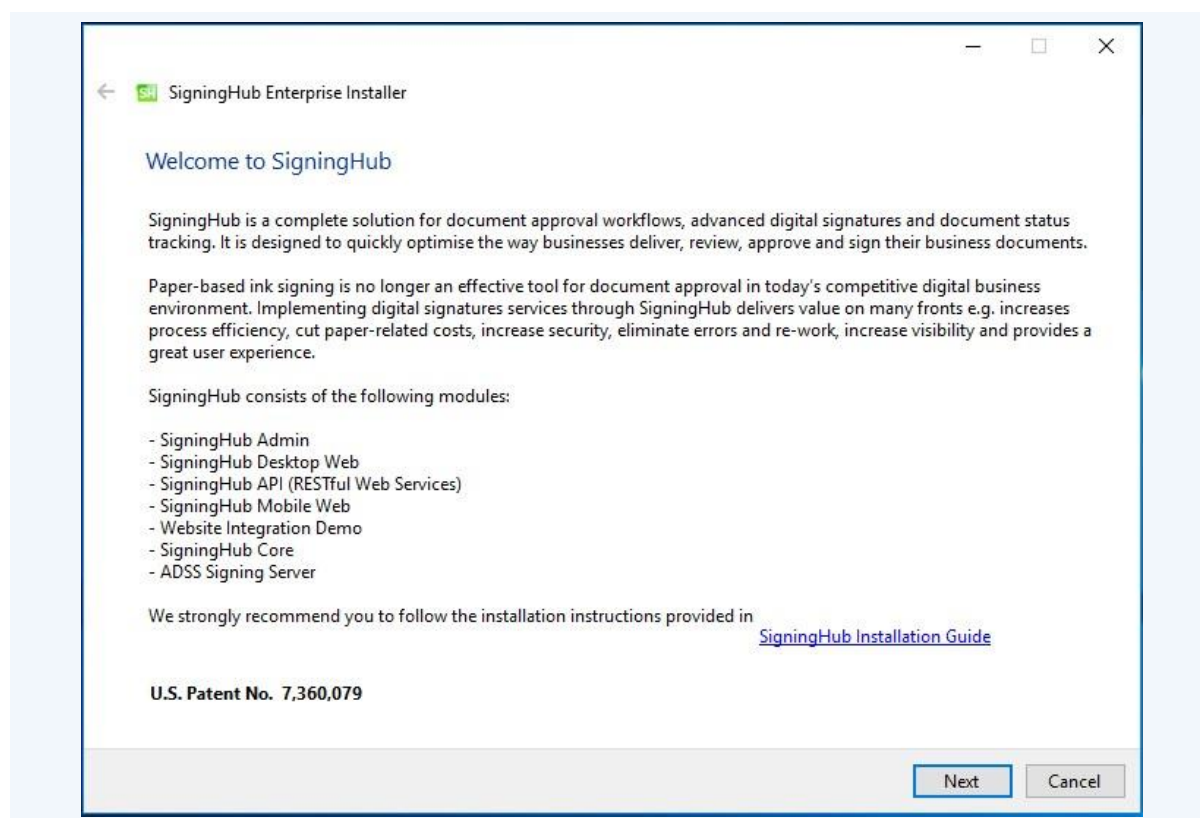 SigningHub Enterprise Installer
Welcome to SigningHub
SigningHub is a complete solution for document approval workflows, advanced digital signatures and document status
tracking. It is designed to quickly optimise the way businesses deliver, review, approve and sign their business documents.
Paper-based ink signing is no longer an effective tool for document approval in today's competitive digital business
environment. Implementing digital signatures services through SigningHub delivers value on many fronts e.g. increases
process efficiency, cut paper-related costs, increase security, eliminate errors and re-work, increase visibility and provides a
great user experience.
SigningHub consists of the following modules:
- SigningHub Admin
- SigningHub Desktop Web
- SigningHub API (RESTful Web Services)
- SigningHub Mobile Web
- Website Integration Demo
- SigningHub Core
- ADSS Signing Server
We strongly recommend you to follow the installation instructions provided in
SigningHub Installation Guide
U.S. Patent No. 7,360,079
Next Cancel